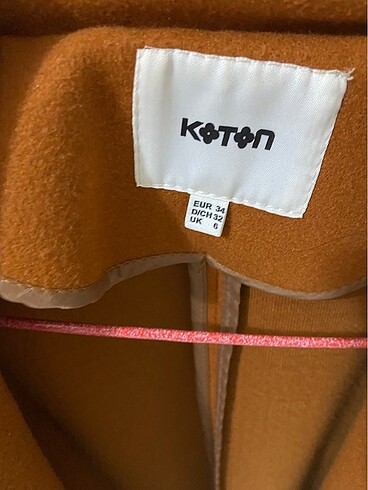 KOTON
EUR 34
D/CH 32
UK 6